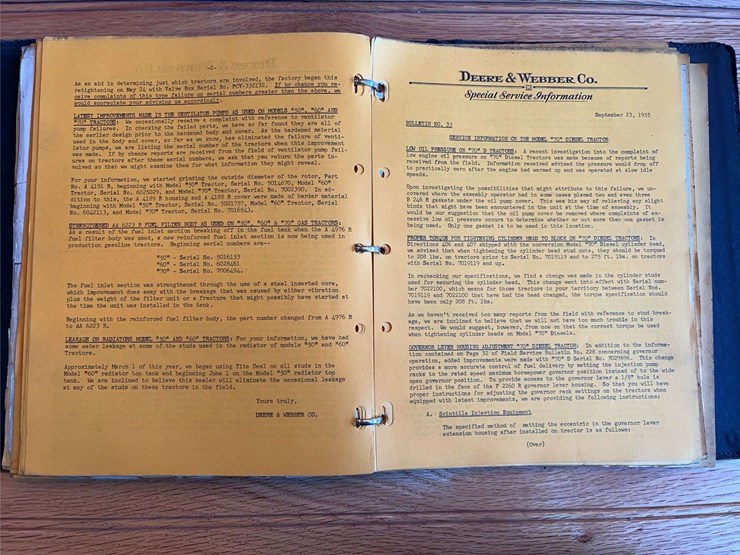 -2-
As an aid in determining just which tractors are involved, the factory began this
retightening on May 24 with Valve Box Serial No. PCV-332132. If by chance you re-
ceive complaints of this type failure on serial numbers greater than the above, we
would appreciate your advising us accordingly.
LATEST IMPROVEMENTS MADE IN THE VENTILATOR PUMPS AS USED ON MODELS "50", "60" AND
"70" TRACTORS: We occasionally receive a complaint with reference to ventilator
pump failures. In checking the failed parts, we have so far found they are all of
the earlier design prior to the hardened body and cover. As the hardened material
was used in the body and cover, so far as we know, has eliminated the failure of venti-
lator pumps, we are listing the serial number of the tractors when this improvement
was made. If by chance reports are received from the field of ventilator pump fail-
ures on tractors after these serial numbers, we ask that you return the parts in-
volved so that we might examine them for what information they might reveal.
For your information, we started grinding the outside diameter of the rotor, Part
No. A 4191 R, beginning with Model "50" Tractor, Serial No. 5014670, Model "60"
Tractor, Serial No. 6025029, and Model "70" Tractor, Serial No. 7002390. In ad-
dition to this, the A 4189 R housing and A 4188 R cover were made of harder material
beginning with Model "50" Tractor, Serial No. 5021757, Model "60" Tractor, Serial
No. 6042113, and Model "70" Tractor, Serial No. 7016543.
STRENGTHENED AA 6223 R FUEL FILTER BODY AS USED ON "50", "60" & "70" GAS TRACTORS:
As a result of the fuel inlet section breaking off in the fuel tank when the A 4976 R
fuel filter body was used, a now reinforced fuel inlet section is now being used in
production gasoline tractors. Beginning serial numbers are--
"50" - Serial No. 5016133
"60" - Serial No. 6028461
"70" - Serial No. 7006494.
The fuel inlet section was strengthened through the use of a steel inserted core,
which improvement does away with the breakage that was caused by either vibration
plus the weight of the filter unit or a fracture that might possibly have started at
the time the unit was installed in the tank.
Beginning with the reinforced fuel filter body, the part number changed from A 4976 R
to AA 6223 R.
LEAKAGE ON RADIATORS MODEL "50" AND "60" TRACTORS: For your information, we have had
some water leakage at some of the studs used in the radiator of models "50" and "60"
Tractors.
Approximately March 1 of this year, we began using Tite Seal on all studs in the
Model "60" radiator top tank and beginning June 1 on the Model "50" radiator top
tank. We are inclined to believe this sealer will eliminate the occasional leakage
at any of the studs on these tractors in the field.
Yours truly,
DEERE & WEBBER CO.
DEERE & WEBBER CO.
Special Service Information
September 23, 1955
BULLETIN NO. 33
SERVICE INFORMATION ON THE MODEL "70" DIESEL TRACTOR
LOW OIL PRESSURE ON "70" D TRACTORS: A recent investigation into the complaint of
low engine oil pressure on "70" Diesel Tractors was made because of reports being
received from the field. Information received advised the pressure would drop off
to practically zero after the engine had warmed up and was operated at slow idle
speeds.
Upon investigating the possibilities that might attribute to this failure, we un-
covered where the assembly operator had in some cases placed two and even three
B 246 R gaskets under the oil pump cover. This was his way of relieving any slight
binds that might have been encountered in the unit at the time of assembly. It
would be our suggestion that the oil pump cover be removed where complaints of ex-
cessive low oil pressure occurs to determine whether or not more than one gasket is
being used. Only one gasket is to be used in this location.
PROPER TORQUE FOR TIGHTENING CYLINDER HEAD TO BLOCK ON "70" DIESEL TRACTORS: In
Directions 406 and 427 shipped with the conversion Model "70" Diesel cylinder head,
we advised that when tightening the cylinder head stud nuts, they should be torqued
to 208 lbs. on tractors prior to Serial No. 7019119 and to 275 ft. lbs. on tractors
with Serial No. 7019119 and up.
In rechecking our specifications, we find a change was made in the cylinder studs
used for securing the cylinder head. This change went into effect with Serial num-
ber 7022100, which means for those tractors in your territory between Serial Nos.
7019119 and 7022100 that have had the head changed, the torque specification should
have been only 208 ft. lbs.
As we haven't received too many reports from the field with reference to stud break-
age, we are inclined to believe that we will not have too much trouble in this
respect. We would suggest, however, from now on that the correct torque be used
when tightening cylinder heads on Model "70" Diesels.
GOVERNOR LEVER HOUSING ADJUSTMENT "70" DIESEL TRACTOR: In addition to the informa-
tion contained on Page 32 of Field Service Bulletin No. 228 concerning governor
operation, added improvements were made with "70" D Serial No. 7029694. This change
provides a more accurate control of fuel delivery by setting the injection pump
racks to the rated speed maximum horsepower governor position instead of to the wide
open governor position. To provide access to the governor lever a 1/8" hole is
drilled in the face of the F 2260 R governor lever housing. So that you will have
proper instructions for adjusting the governor rack settings on the tractors when
equipped with latest improvements, we are providing the following instructions:
A. Scintilla Injection Equipment
The specified method of setting the eccentric in the governor lever
extension housing after installed on tractor is as follows:
(Over)